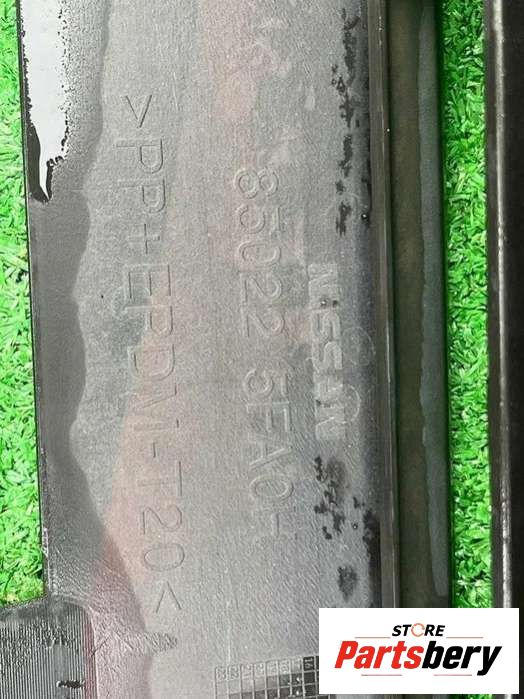 NISSAN
85022 5FA0H
>PP+EPDM-T20<
STORE
Partsbery